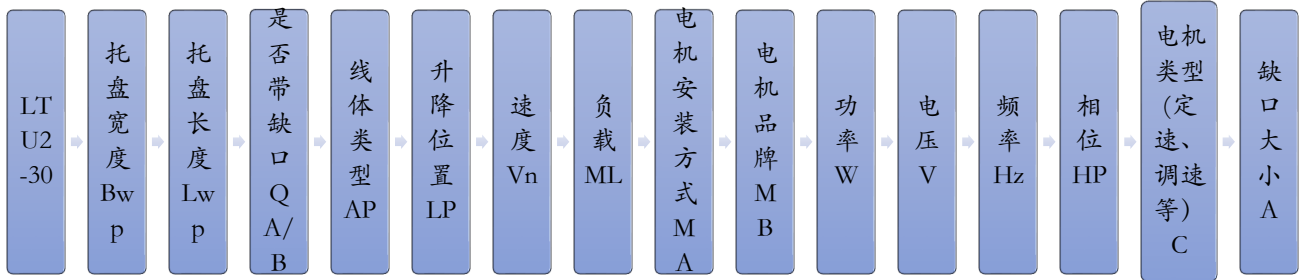 LT
U2
-30
托
盘
宽
度
Bw
p
托
盘
长
度
Lw
p
是
否
带
缺
口
Q
A/
B
线
体
类
型
AP
升
降
位
置
LP
速
度
Vn
负
载
ML
电
机
安
装
方
式
M
A
电
机
品
牌
M
B
功
率
W
电
压
V
频
率
Hz
相
位
HP
电机
类型
(定
速、
调速
等)
C
缺
口
大
小
A